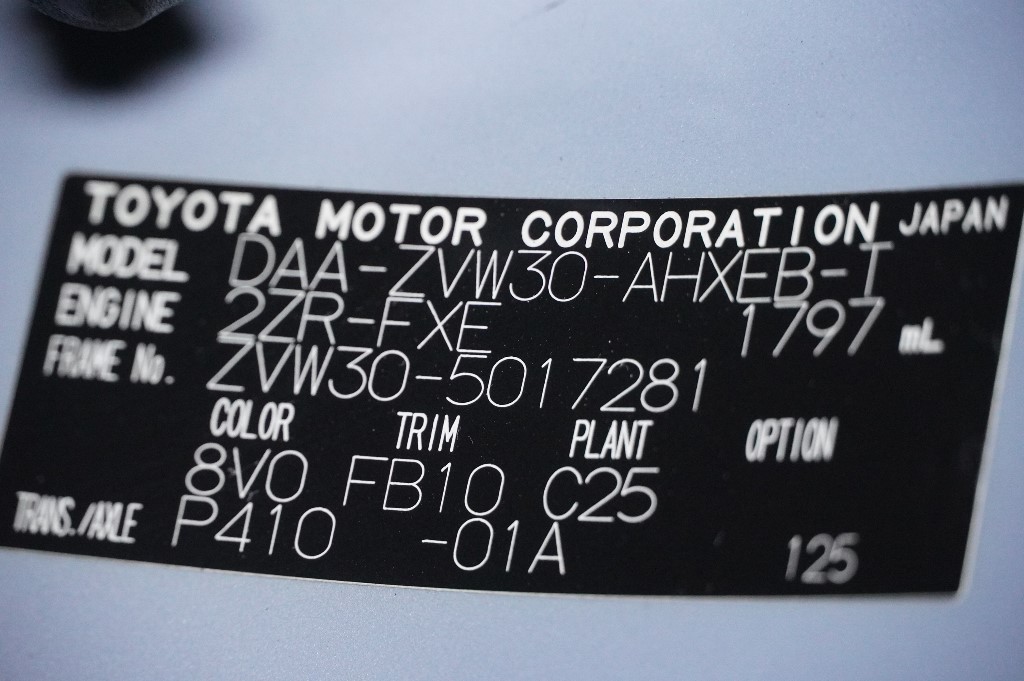 TOYOTA MOTOR CORPORATION JAPAN
MODEL DAA-ZVW30-AHXEB-T
ENGINE 2ZR-FXE 1797 mL
FRAME No. ZVW30-5017281
COLOR TRIM PLANT OPTION
8V0 FB10 C25
TRANS./AXLE P410 -01A 125